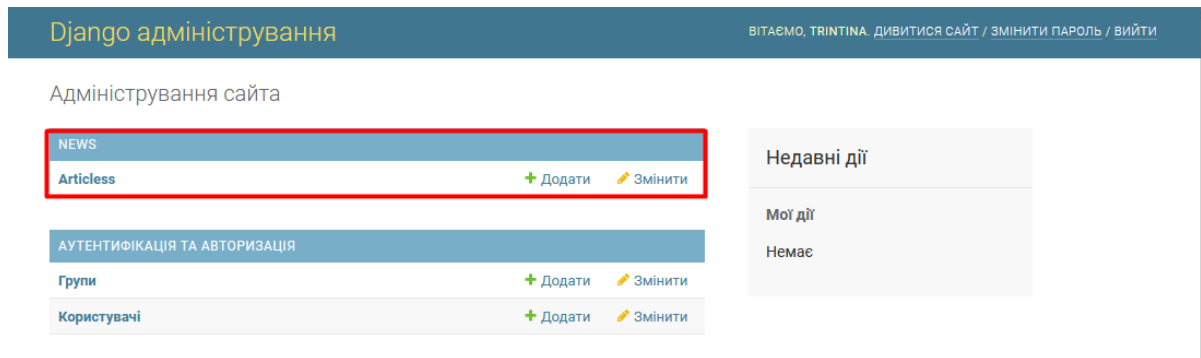 Django адміністрування
ВІТАЄМО, TRINTINA. ДИВИТИСЯ САЙТ / ЗМІНИТИ ПАРОЛЬ / ВИЙТИ
Адміністрування сайта
NEWS
Articless Додати Змінити
АУТЕНТИФІКАЦІЯ ТА АВТОРИЗАЦІЯ
Групи Додати Змінити
Користувачі Додати Змінити
Недавні дії
Мої дії
Немає